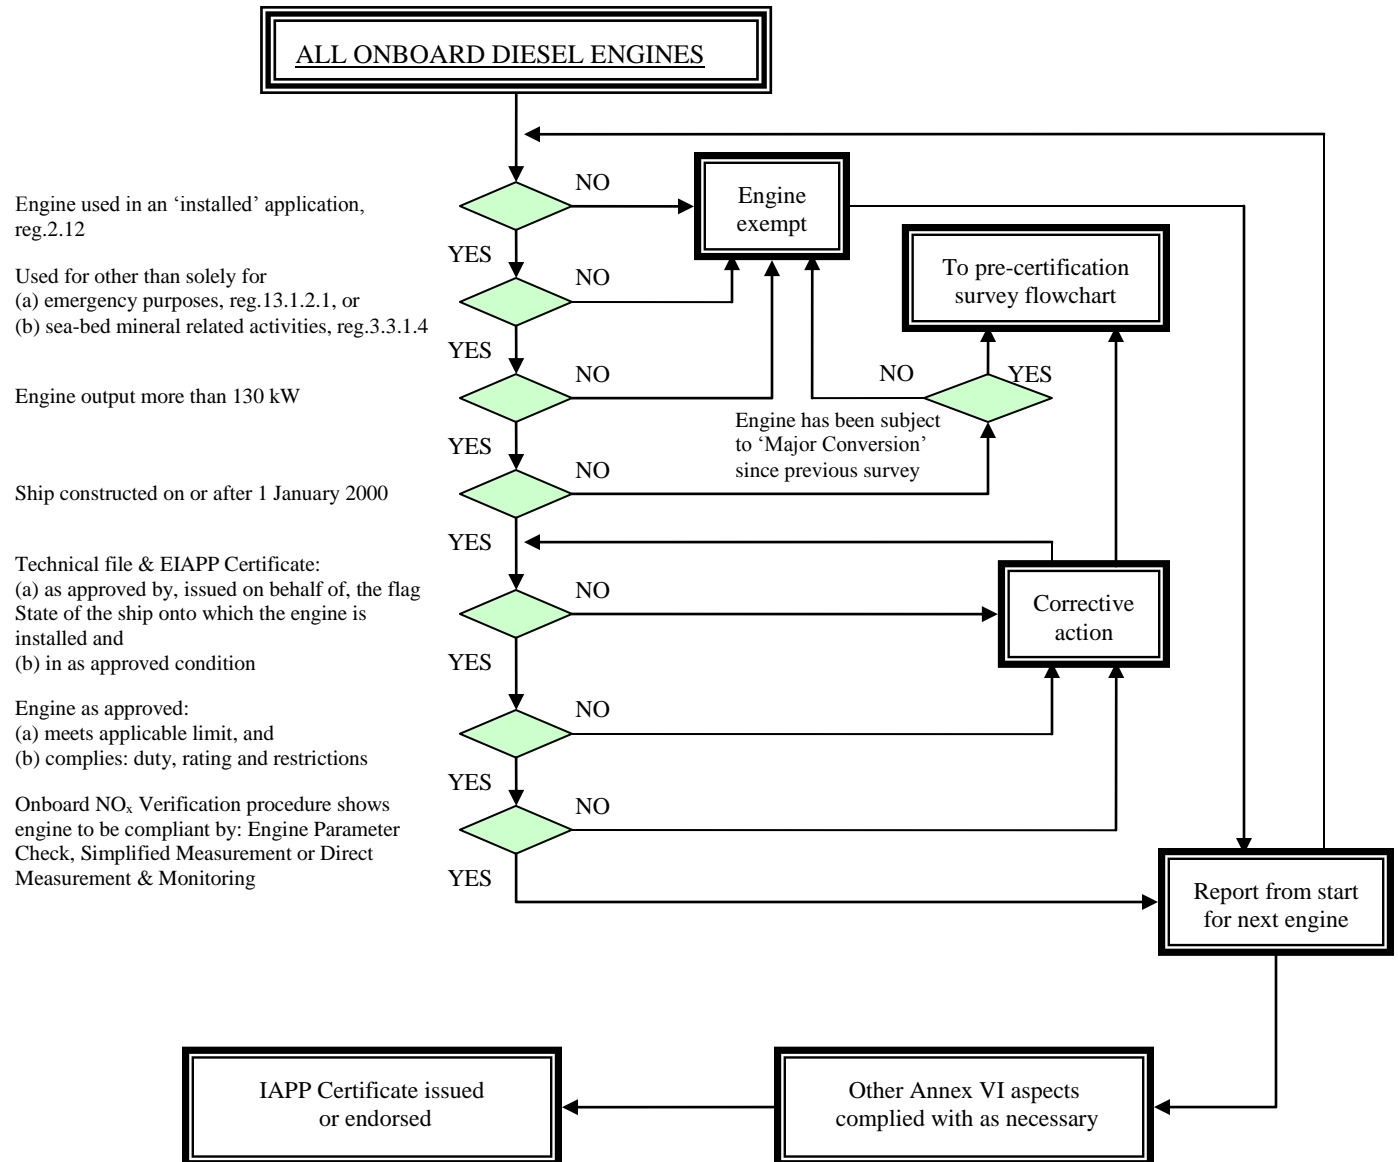 ALL ONBOARD DIESEL ENGINES
NO
Engine used in an ‘installed’ application,
reg.2.12
Engine
exempt
YES
Used for other than solely for
(a) emergency purposes, reg.13.1.2.1, or
(b) sea-bed mineral related activities, reg.3.3.1.4
NO
To pre-certification
survey flowchart
YES
Engine output more than 130 kW
NO
NO
YES
Engine has been subject
to ‘Major Conversion’
since previous survey
YES
Ship constructed on or after 1 January 2000
NO
YES
Technical file & EIAPP Certificate:
(a) as approved by, issued on behalf of, the flag
State of the ship onto which the engine is
installed and
(b) in as approved condition
NO
Corrective
action
YES
Engine as approved:
(a) meets applicable limit, and
(b) complies: duty, rating and restrictions
NO
YES
Onboard NOx Verification procedure shows
engine to be compliant by: Engine Parameter
Check, Simplified Measurement or Direct
Measurement & Monitoring
NO
YES
Report from start
for next engine
IAPP Certificate issued
or endorsed
Other Annex VI aspects
complied with as necessary